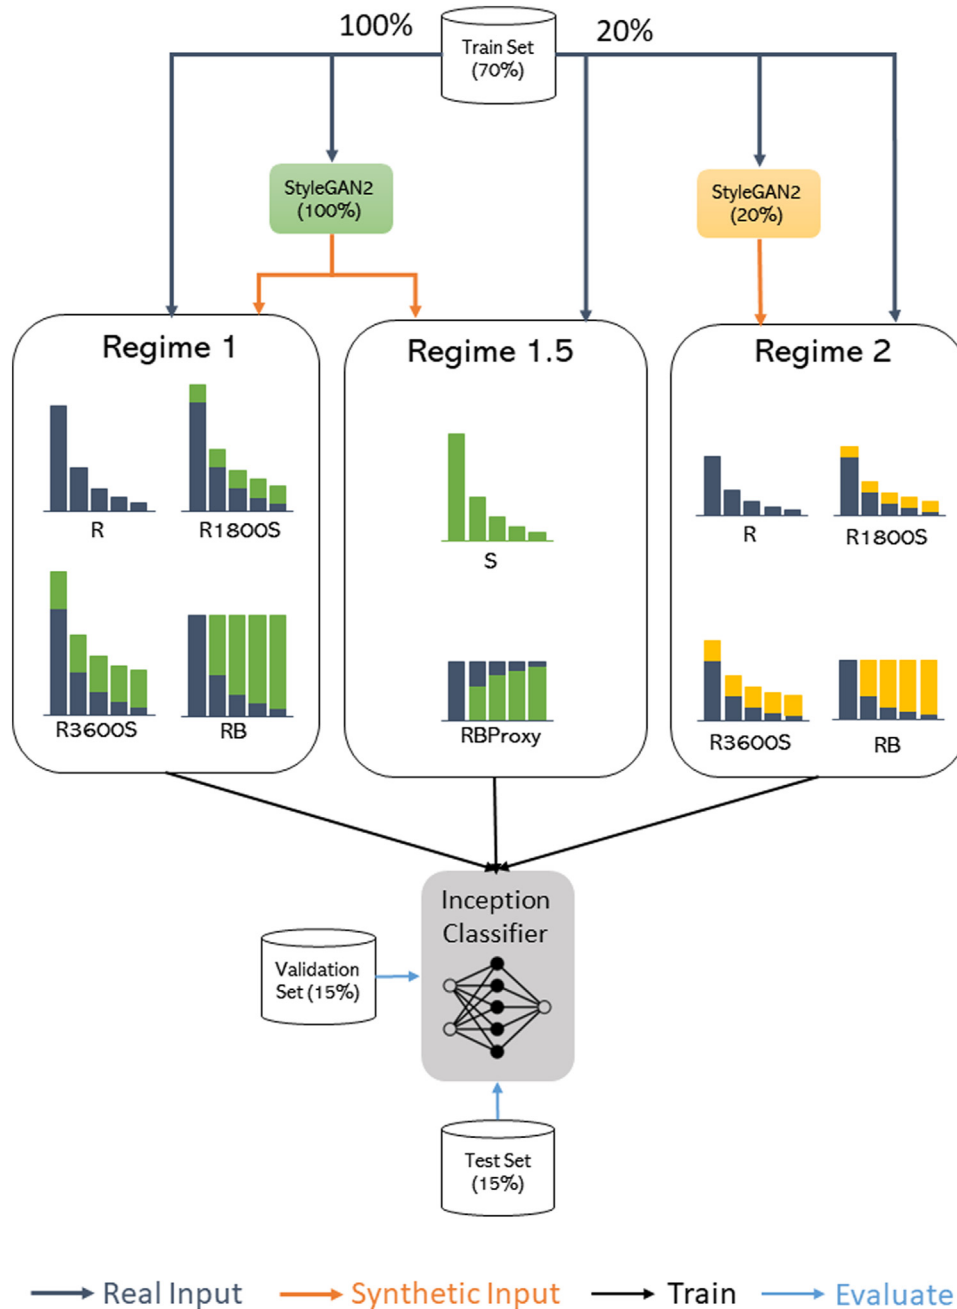 100%
Train Set
(70%)
20%
StyleGAN2
(100%)
StyleGAN2
(20%)
Regime 1
R
R1800S
R3600S
RB
Regime 1.5
S
RBProxy
Regime 2
R
R1800S
R3600S
RB
Inception
Classifier
Validation
Set (15%)
Test Set
(15%)
Real Input
Synthetic Input
Train
Evaluate